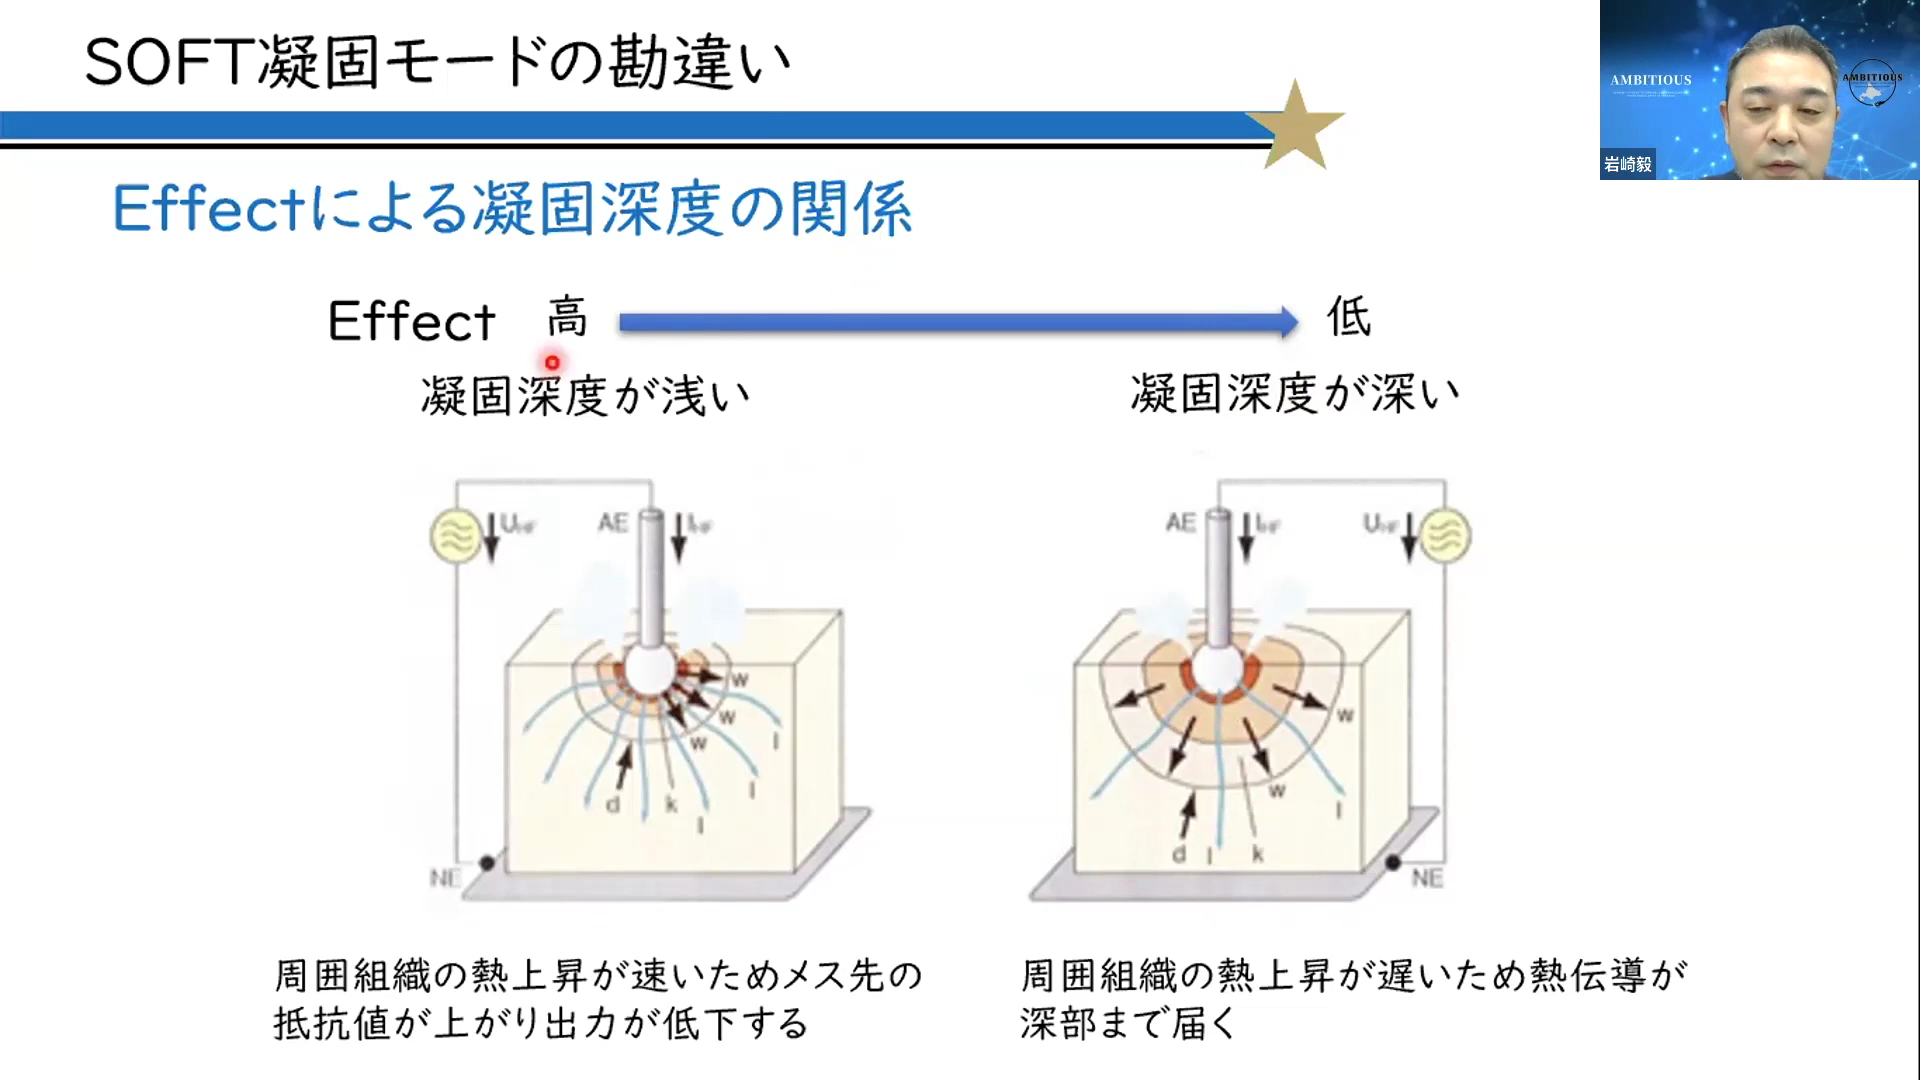 SOFT凝固モードの勘違い
AMBITIOUS
AMBITIOUS
岩崎毅
Effectによる凝固深度の関係
Effect 高 低
凝固深度が浅い 凝固深度が深い
UHF AE IHF
w
w
w
l
l
l
d k
NE
AE IHF UHF
w
w
l
d l k
NE
周囲組織の熱上昇が速いためメス先の
抵抗値が上がり出力が低下する
周囲組織の熱上昇が遅いため熱伝導が
深部まで届く